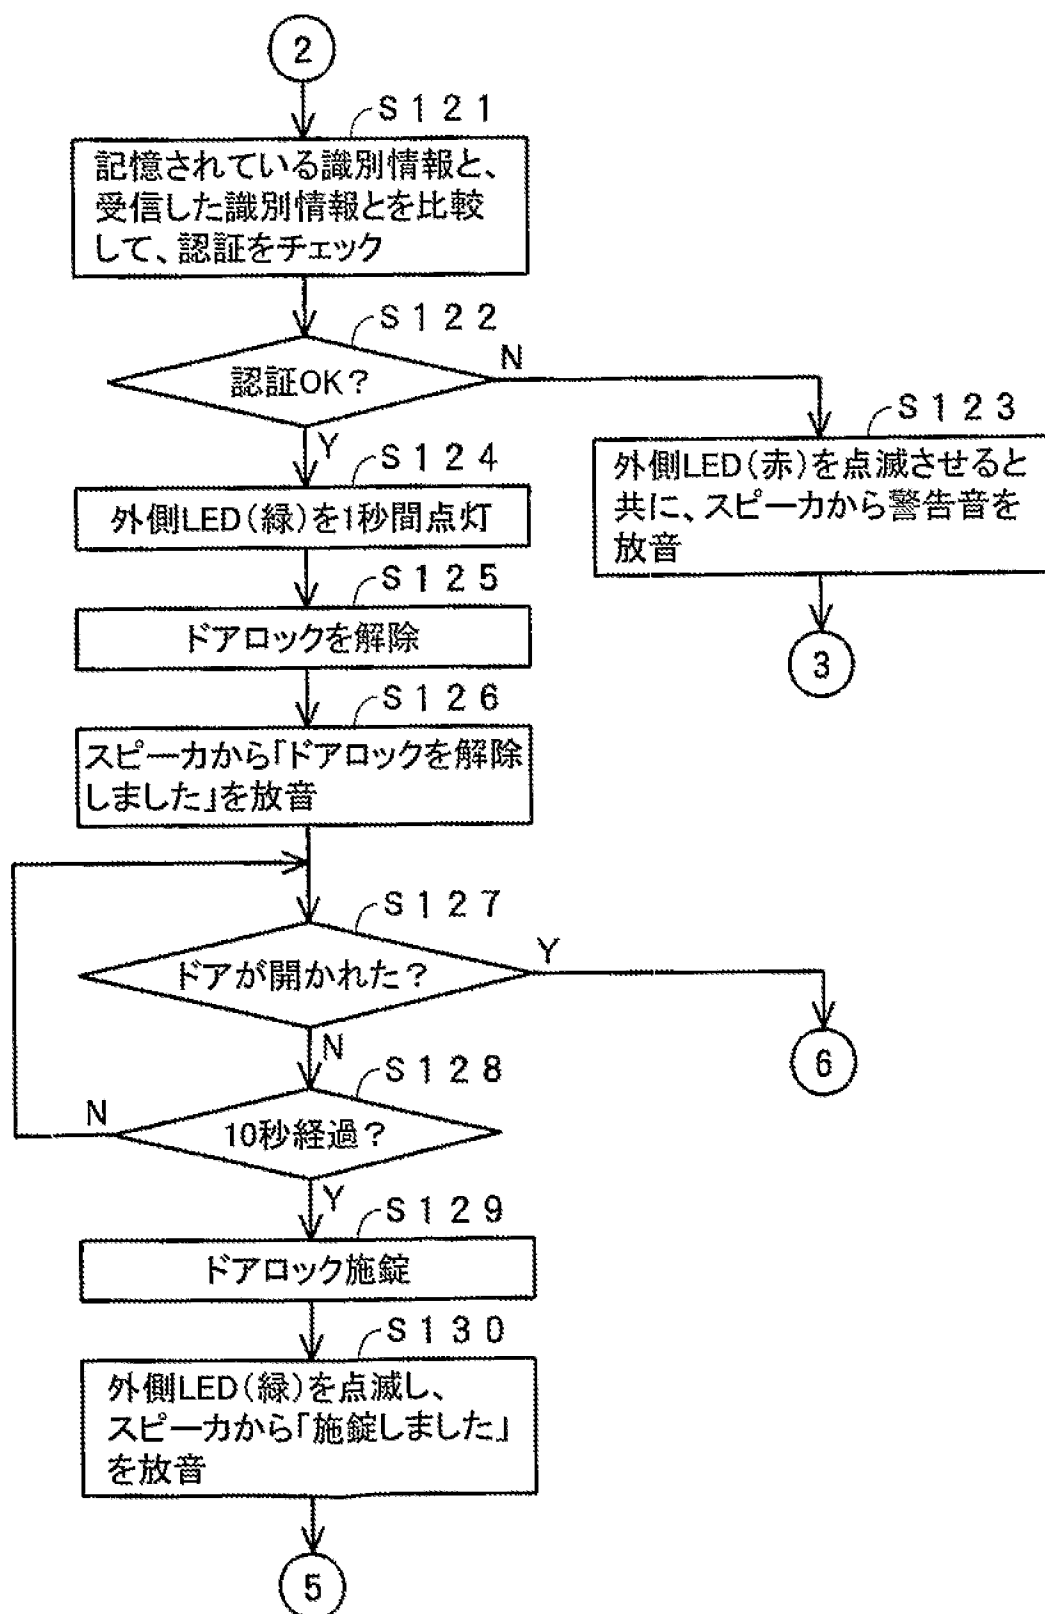 2
S121
記憶されている識別情報と、
受信した識別情報とを比較
して、認証をチェック
S122
認証OK?
N
Y
S123
外側LED(赤)を点滅させると
共に、スピーカから警告音を
放音
3
S124
外側LED(緑)を1秒間点灯
S125
ドアロックを解除
S126
スピーカから「ドアロックを解除
しました」を放音
S127
ドアが開かれた?
Y
6
N
S128
10秒経過?
N
Y
S129
ドアロック施錠
S130
外側LED(緑)を点滅し、
スピーカから「施錠しました」
を放音
5